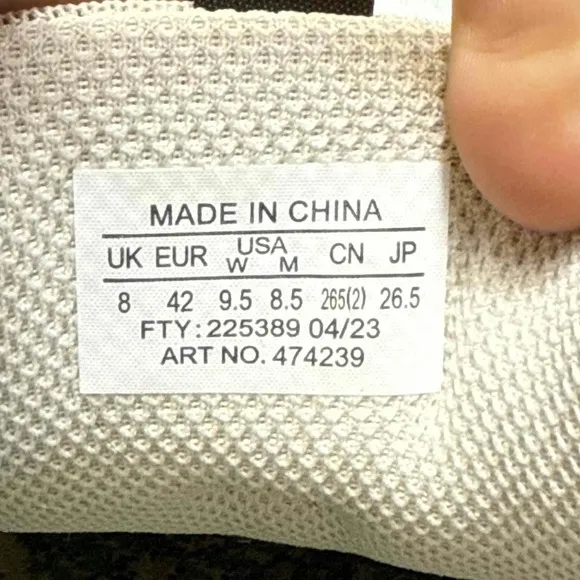 MADE IN CHINA
UK EUR USA W M CN JP
8 42 9.5 8.5 265(2) 26.5
FTY: 225389 04/23
ART NO. 474239